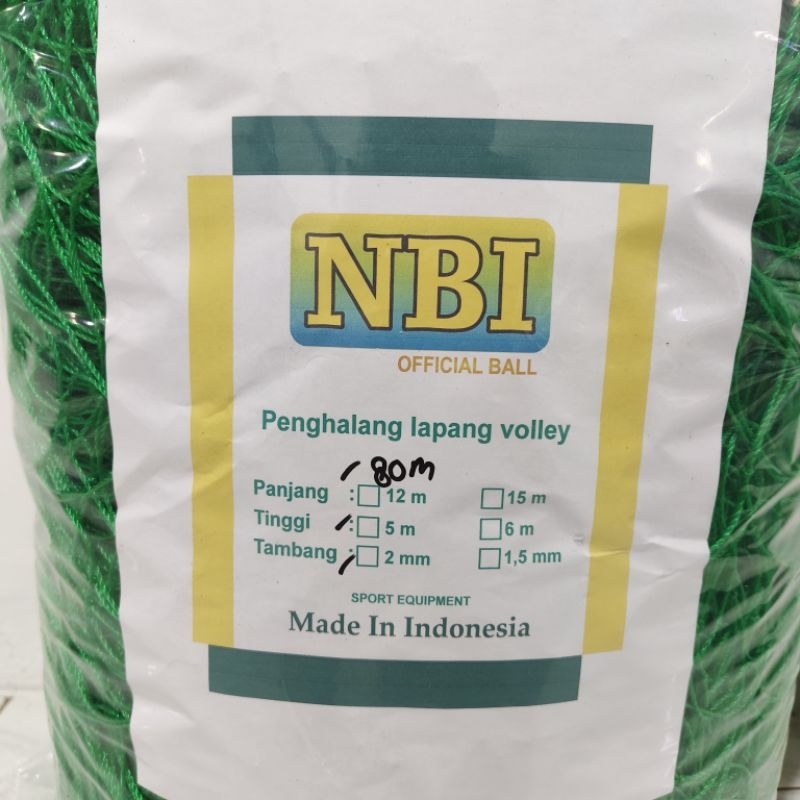 NBI
OFFICIAL BALL
Penghalang lapang volley
80m
Panjang : 12 m 15 m
Tinggi : 5 m 6 m
Tambang : 2 mm 1,5 mm
SPORT EQUIPMENT
Made In Indonesia